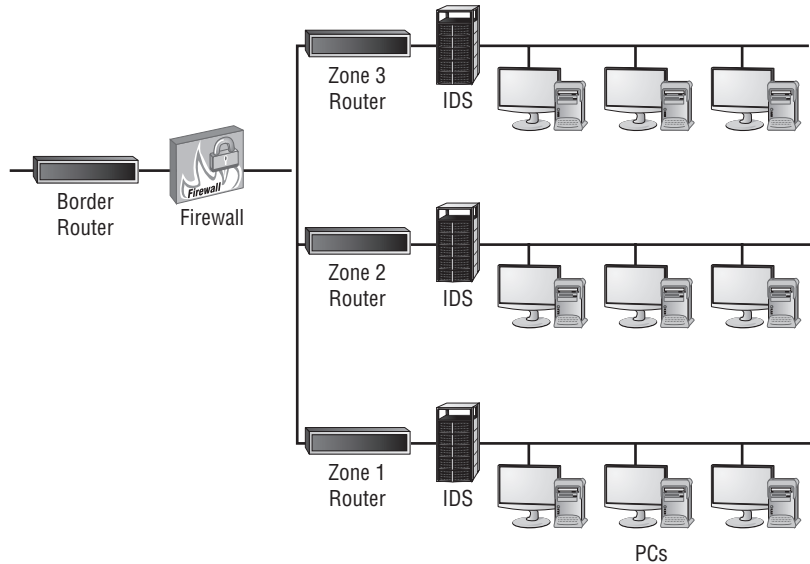 Zone 3
Router
IDS
Border
Router
Firewall
Firewall
Zone 2
Router
IDS
Zone 1
Router
IDS
PCs